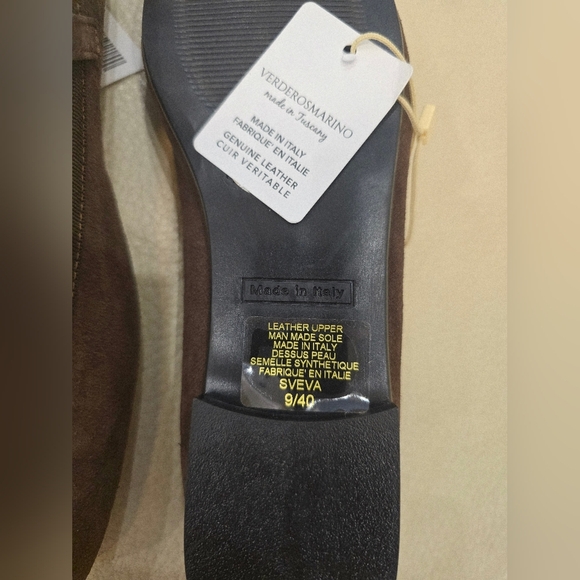 VERDEROSMARINO
made in Tuscany
MADE IN ITALY
FABRIQUE' EN ITALIE
GENUINE LEATHER
CUIR VERITABLE
Made in Italy
LEATHER UPPER
MAN MADE SOLE
MADE IN ITALY
DESSUS PEAU
SEMELLE SYNTHETIQUE
FABRIQUE' EN ITALIE
SVEVA
9/40